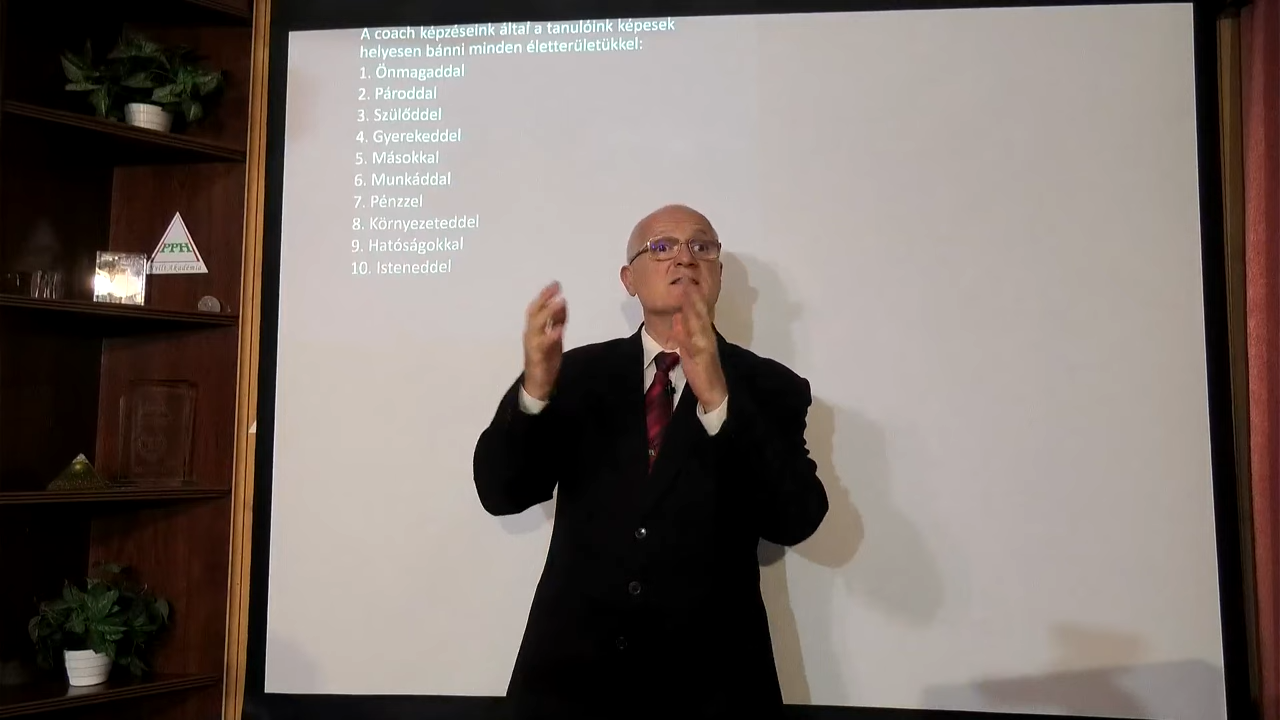 A coach képzéseink által a tanulóink képesek
helyesen bánni minden életterületükkel:
1. Önmagaddal
2. Pároddal
3. Szülőddel
4. Gyerekeddel
5. Másokkal
6. Munkáddal
7. Pénzzel
8. Környezeteddel
9. Hatóságokkal
10. Isteneddel
PPH